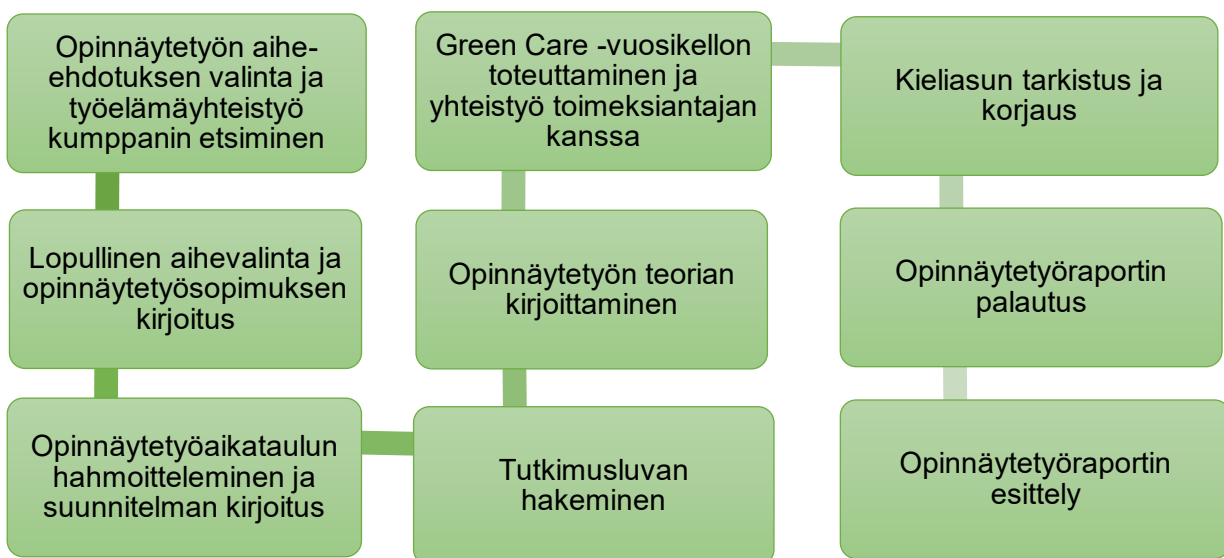 Opinnäytetyön aihe-
ehdotuksen valinta ja
työelämäyhteistyö
kumppanin etsiminen
Lopullinen aihevalinta ja
opinnäytetyösopimuksen
kirjoitus
Opinnäytetyöaikataulun
hahmoitteleminen ja
suunnitelman kirjoitus
Tutkimusluvan
hakeminen
Opinnäytetyön teorian
kirjoittaminen
Green Care -vuosikellon
toteuttaminen ja
yhteistyö toimeksiantajan
kanssa
Kieliasun tarkistus ja
korjaus
Opinnäytetyöraportin
palautus
Opinnäytetyöraportin
esittely